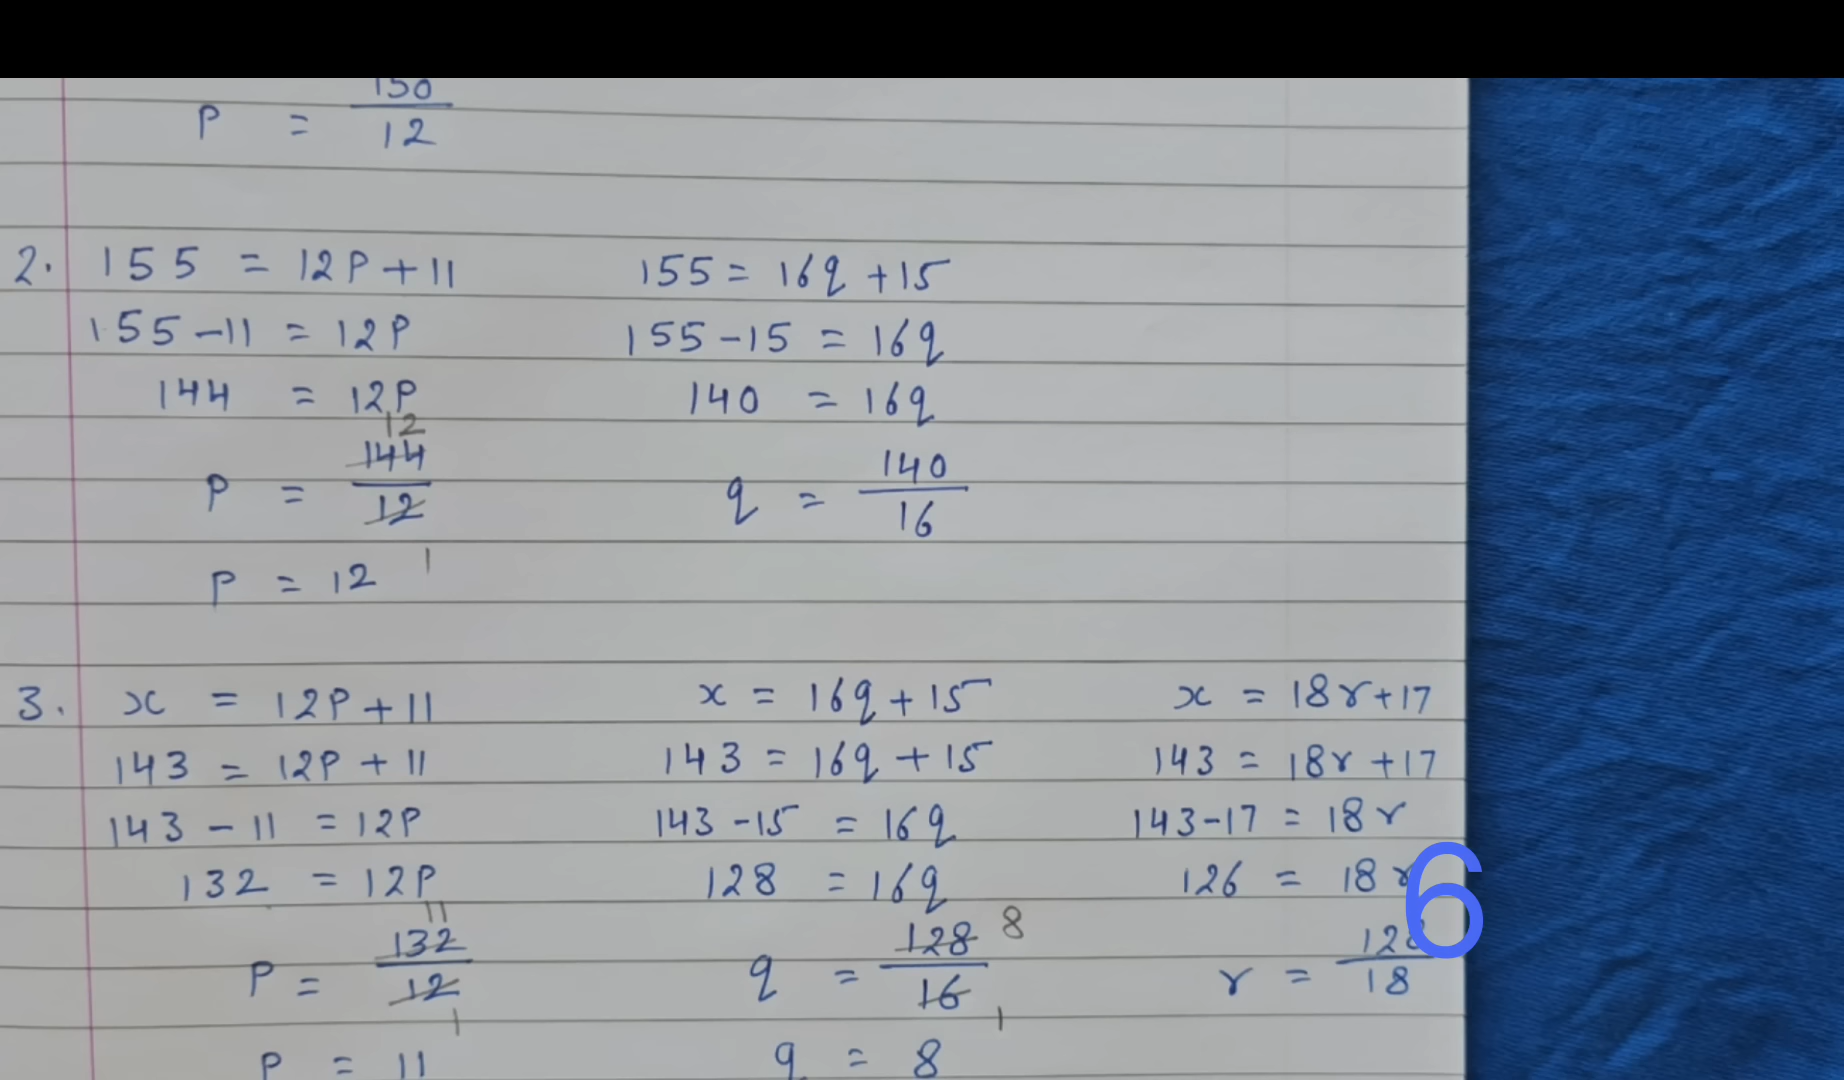 150
P = 12
2. 155 = 12P + 11 155 = 16q + 15
155 - 11 = 12P 155 - 15 = 16q
144 = 12P 140 = 16q
12
144 140
P = 12 q = 16
P = 12 1
3. x = 12P + 11 x = 16q + 15 x = 18r + 17
143 = 12P + 11 143 = 16q + 15 143 = 18r + 17
143 - 11 = 12P 143 - 15 = 16q 143 - 17 = 18r
132 = 12P 128 = 16q 126 = 18r
6
11 8
132 128 12
P = 12 q = 16 r = 18
1 1
P = 11 q = 8